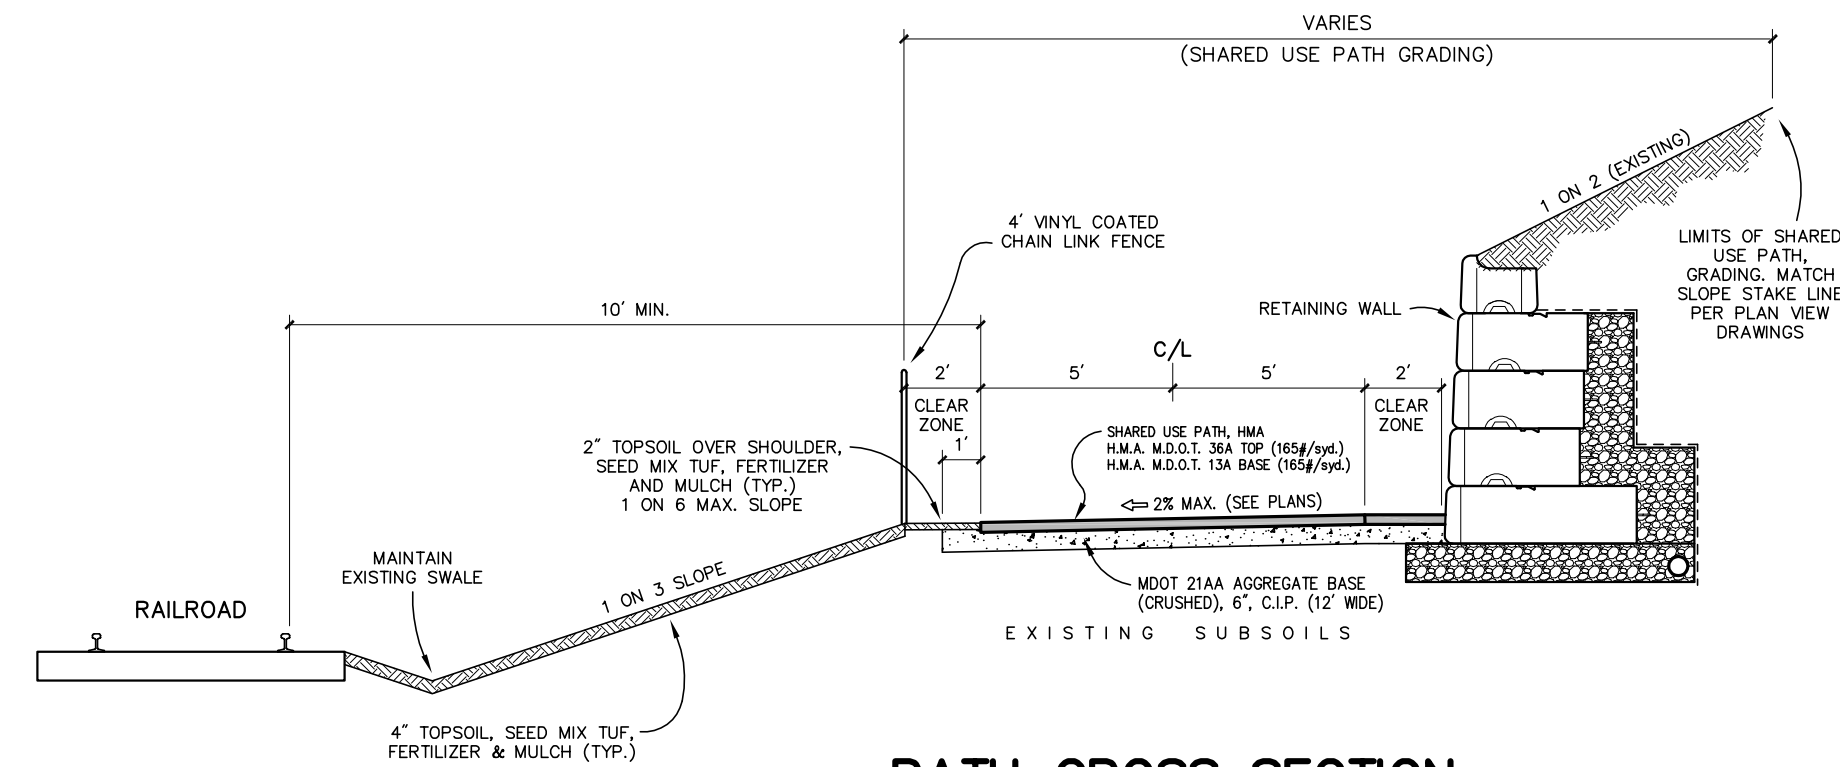 VARIES
(SHARED USE PATH GRADING)
1 ON 2 (EXISTING)
4' VINYL COATED
CHAIN LINK FENCE
LIMITS OF SHARED
USE PATH,
GRADING. MATCH
SLOPE STAKE LINE
PER PLAN VIEW
DRAWINGS
10' MIN.
RETAINING WALL
C/L
2'
5'
5'
2'
CLEAR
ZONE
CLEAR
ZONE
1'
2" TOPSOIL OVER SHOULDER,
SEED MIX TUF, FERTILIZER
AND MULCH (TYP.)
1 ON 6 MAX. SLOPE
SHARED USE PATH, HMA
H.M.A. M.D.O.T. 36A TOP (165#/syd.)
H.M.A. M.D.O.T. 13A BASE (165#/syd.)
2% MAX. (SEE PLANS)
MAINTAIN
EXISTING SWALE
1 ON 3 SLOPE
MDOT 21AA AGGREGATE BASE
(CRUSHED), 6", C.I.P. (12' WIDE)
RAILROAD
EXISTING SUBSOILS
4" TOPSOIL, SEED MIX TUF,
FERTILIZER & MULCH (TYP.)
PATH CROSS SECTION